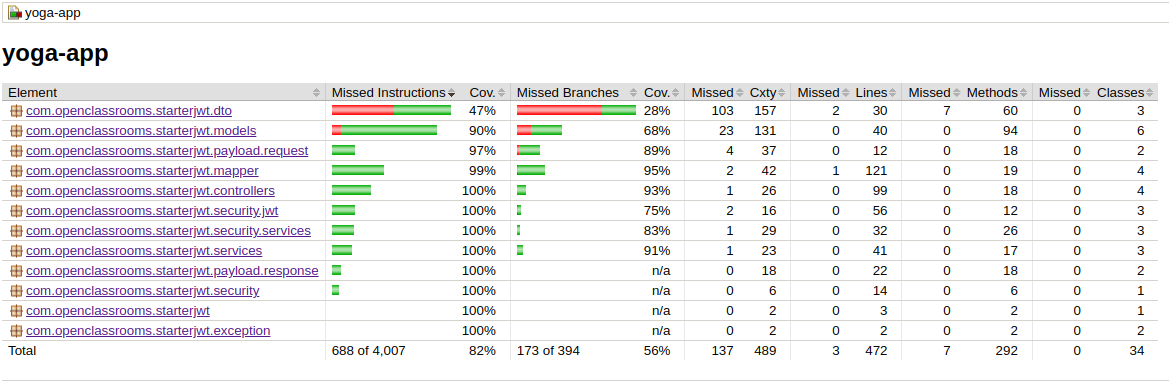 yoga-app
yoga-app
Element Missed Instructions Cov. Missed Branches Cov. Missed Cxty Missed Lines Missed Methods Missed Classes
com.openclassrooms.starterjwt.dto 47% 28% 103 157 2 30 7 60 0 3
com.openclassrooms.starterjwt.models 90% 68% 23 131 0 40 0 94 0 6
com.openclassrooms.starterjwt.payload.request 97% 89% 4 37 0 12 0 18 0 2
com.openclassrooms.starterjwt.mapper 99% 95% 2 42 1 121 0 19 0 4
com.openclassrooms.starterjwt.controllers 100% 93% 1 26 0 99 0 18 0 4
com.openclassrooms.starterjwt.security.jwt 100% 75% 2 16 0 56 0 12 0 3
com.openclassrooms.starterjwt.security.services 100% 83% 1 29 0 32 0 26 0 3
com.openclassrooms.starterjwt.services 100% 91% 1 23 0 41 0 17 0 3
com.openclassrooms.starterjwt.payload.response 100% n/a 0 18 0 22 0 18 0 2
com.openclassrooms.starterjwt.security 100% n/a 0 6 0 14 0 6 0 1
com.openclassrooms.starterjwt 100% n/a 0 2 0 3 0 2 0 1
com.openclassrooms.starterjwt.exception 100% n/a 0 2 0 2 0 2 0 2
Total 688 of 4,007 82% 173 of 394 56% 137 489 3 472 7 292 0 34